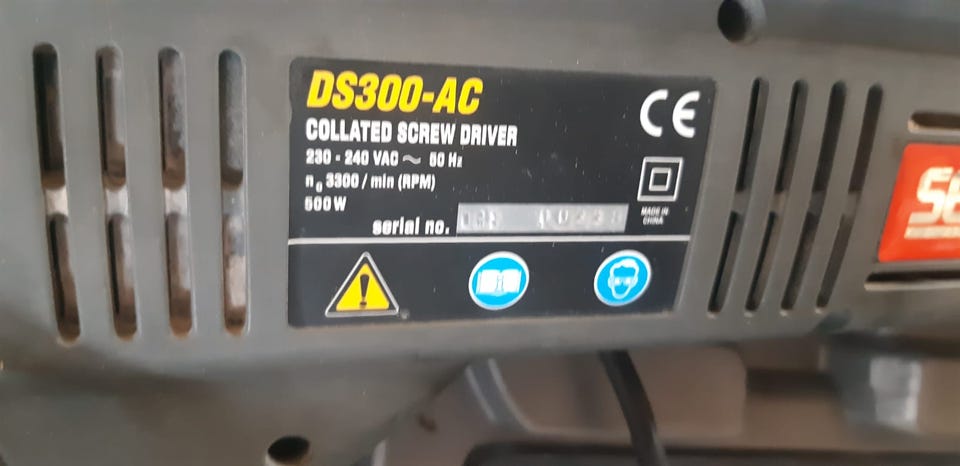 DS300-AC
COLLATED SCREW DRIVER
230 - 240 VAC ~ 50 Hz
n₀ 3300 / min (RPM)
500 W
serial no.
CE
MADE IN
CHINA